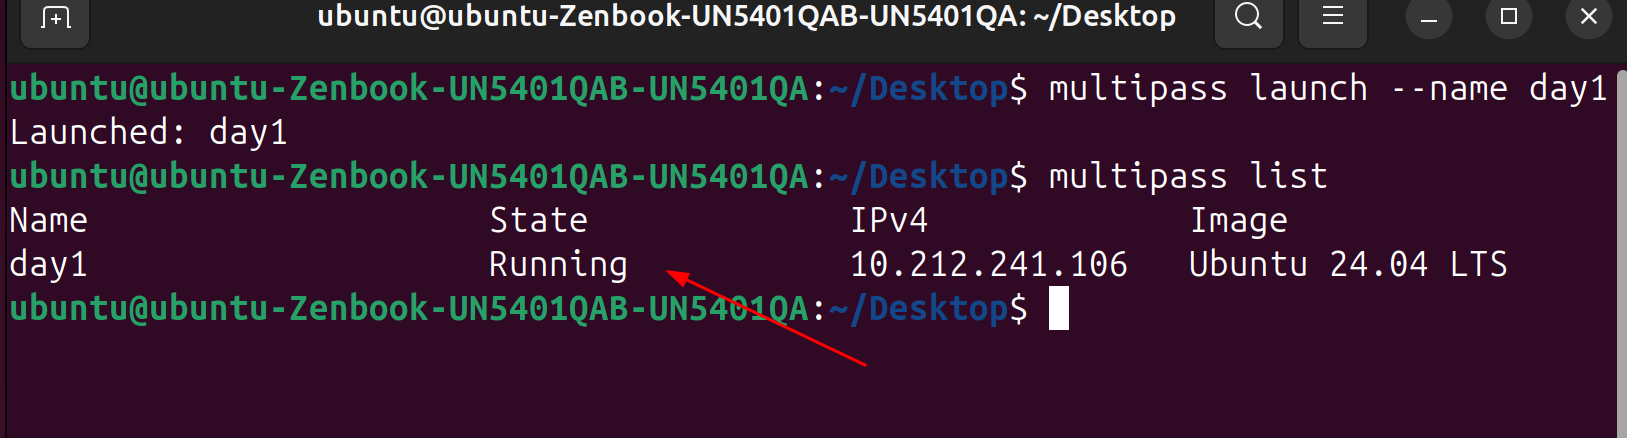 ubuntu@ubuntu-Zenbook-UN5401QAB-UN5401QA: ~/Desktop
ubuntu@ubuntu-Zenbook-UN5401QAB-UN5401QA:~/Desktop$ multipass launch --name day1
Launched: day1
ubuntu@ubuntu-Zenbook-UN5401QAB-UN5401QA:~/Desktop$ multipass list
Name State IPv4 Image
day1 Running 10.212.241.106 Ubuntu 24.04 LTS
ubuntu@ubuntu-Zenbook-UN5401QAB-UN5401QA:~/Desktop$